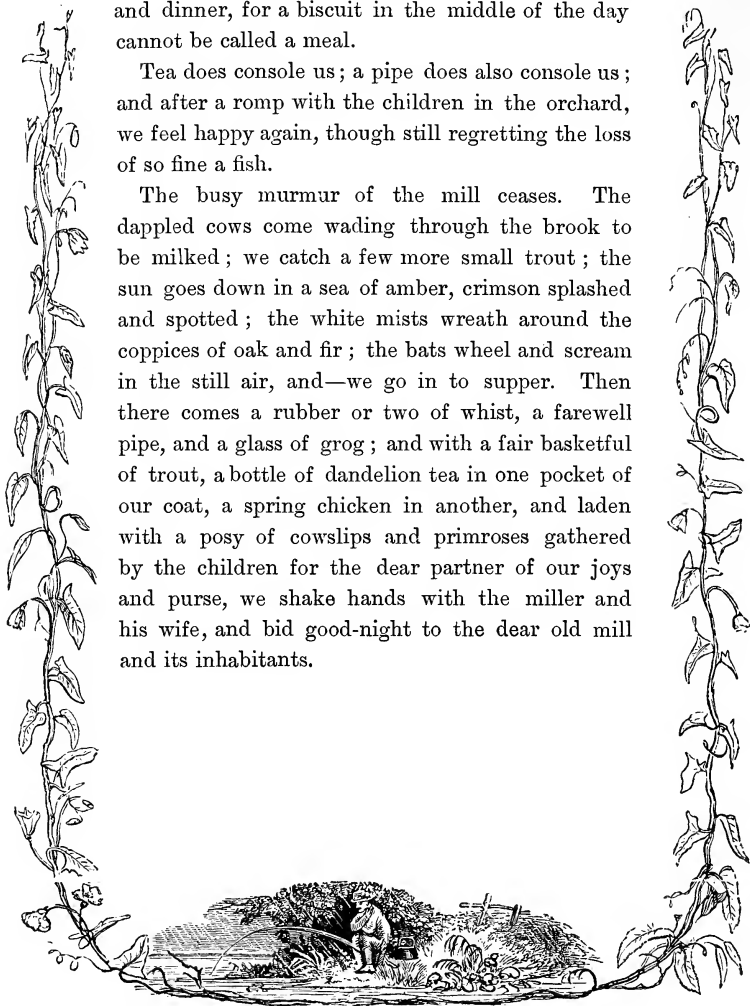 and dinner, for a biscuit in the middle of the day
cannot be called a meal.
Tea does console us ; a pipe does also console us ;
and after a romp with the children in the orchard,
we feel happy again, though still regretting the loss
of so fine a fish.
The busy murmur of the mill ceases. The
dappled cows come wading through the brook to
be milked ; we catch a few more small trout ; the
sun goes down in a sea of amber, crimson splashed
and spotted ; the white mists wreath around the
coppices of oak and fir ; the bats wheel and scream
in the still air, and—we go in to supper. Then
there comes a rubber or two of whist, a farewell
pipe, and a glass of grog ; and with a fair basketful
of trout, a bottle of dandelion tea in one pocket of
our coat, a spring chicken in another, and laden
with a posy of cowslips and primroses gathered
by the children for the dear partner of our joys
and purse, we shake hands with the miller and
his wife, and bid good-night to the dear old mill
and its inhabitants.